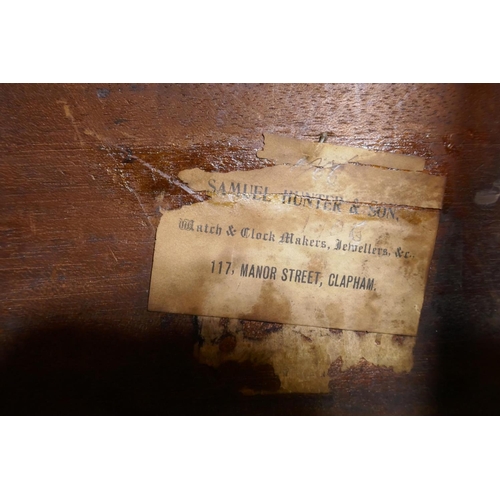 SAMUEL HUNTER & SON,
Watch & Clock Makers, Jewellers, &c.,
117, MANOR STREET, CLAPHAM.